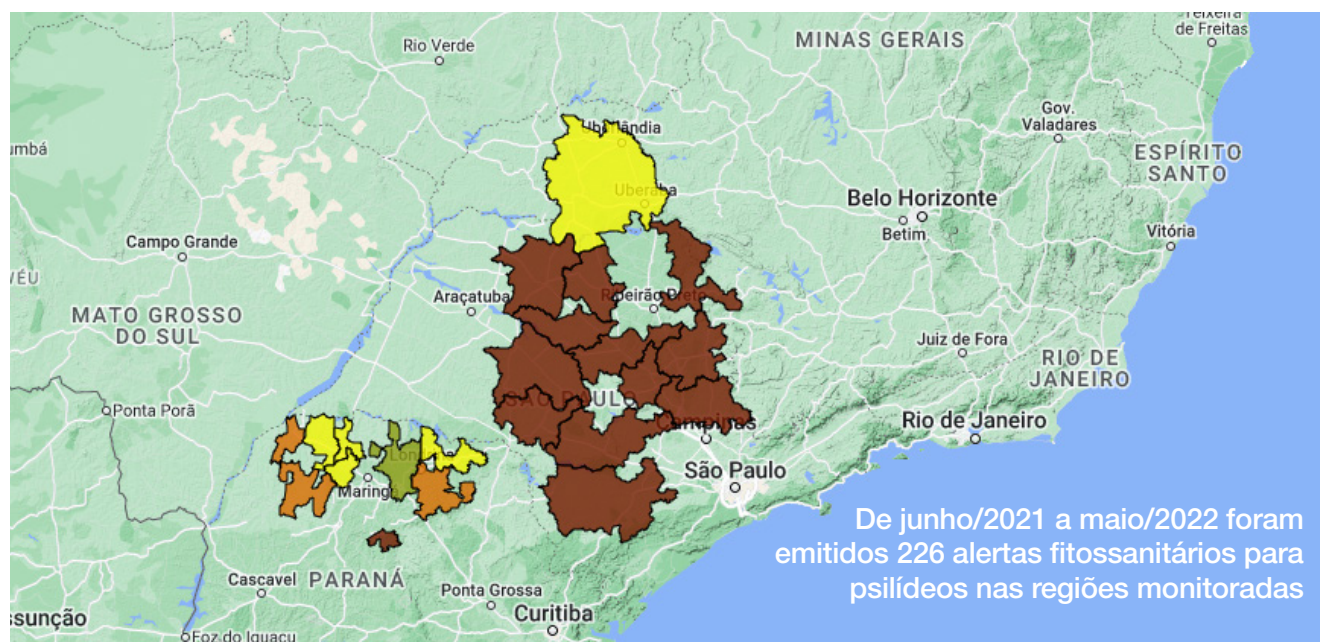 Teixeira
de Freitas
Rio Verde
MINAS GERAIS
Gov.
Valadares
Uberlândia
umbá
ESPÍRITO
SANTO
Uberaba
Belo Horizonte
Betim
Vitória
Campo Grande
WÉU
Araçatuba
Ribeirão Preto
MATO GROSSO
DO SUL
Juiz de Fora
RIO DE
JANEIRO
SÃO PAULO
Ponta Porã
Campinas
Rio de Janeiro
Londrina
São Paulo
Maringá
De junho/2021 a maio/2022 foram
emitidos 226 alertas fitossanitários para
psilídeos nas regiões monitoradas
Cascavel
PARANÁ
Ponta Grossa
ssunção
Curitiba
Foz do Iguaçu